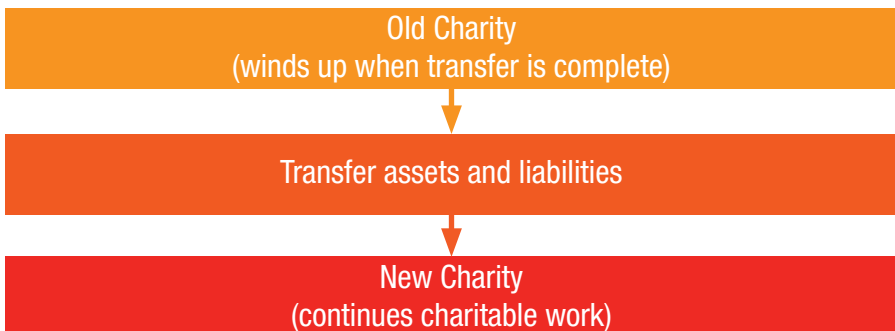 Old Charity
(winds up when transfer is complete)
Transfer assets and liabilities
New Charity
(continues charitable work)